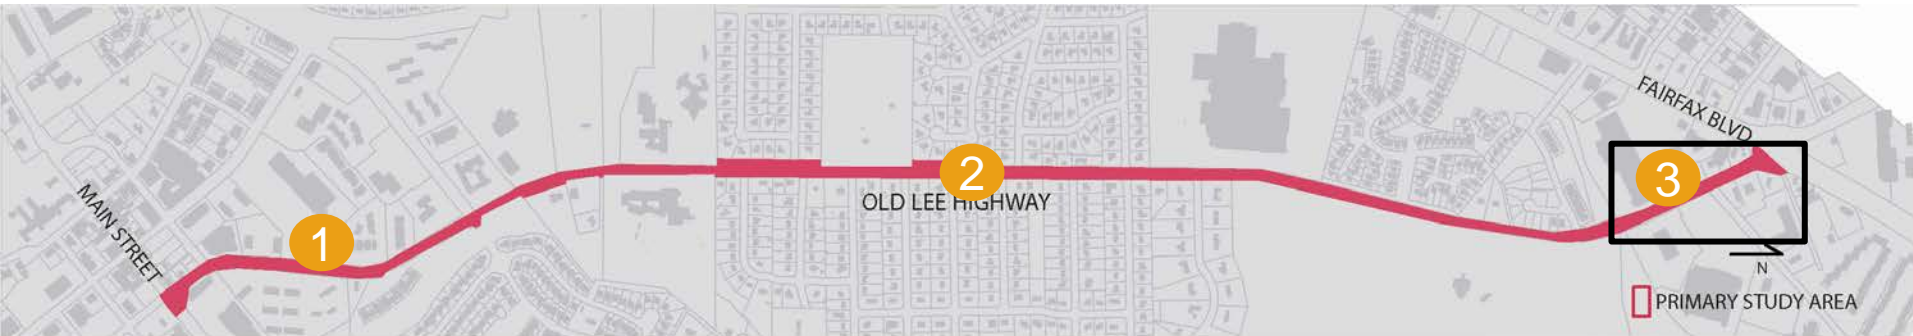 MAIN STREET
1
2
OLD LEE HIGHWAY
3
FAIRFAX BLVD
N
PRIMARY STUDY AREA